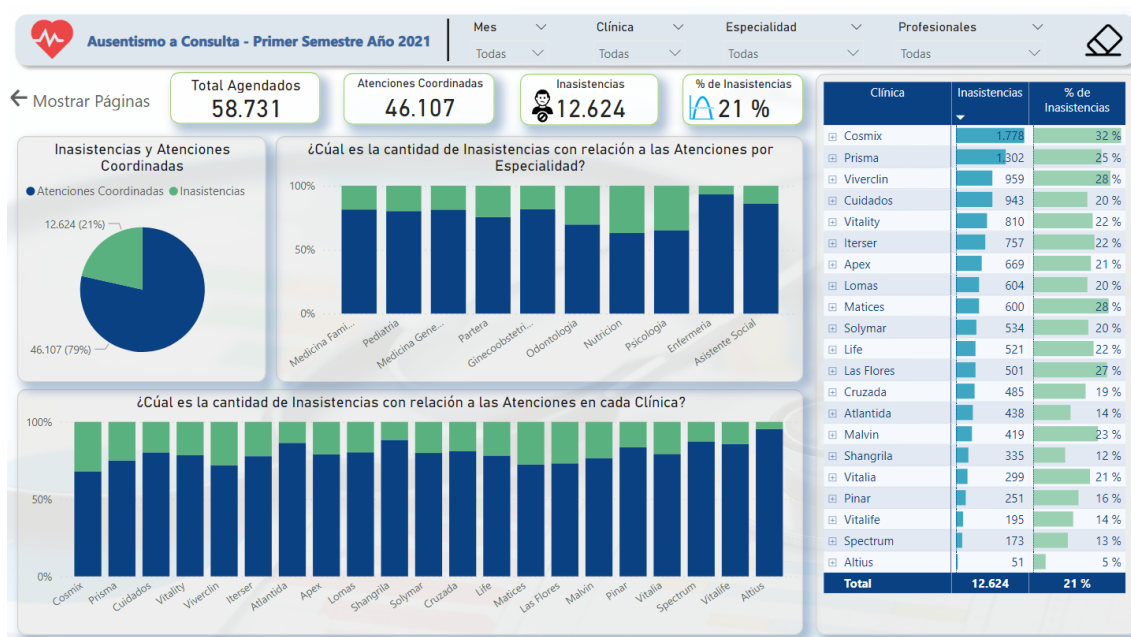 Ausentismo a Consulta - Primer Semestre Año 2021
Mes
Todas
Clínica
Todas
Especialidad
Todas
Profesionales
Todas
Mostrar Páginas
Total Agendados
58.731
Atenciones Coordinadas
46.107
Inasistencias
12.624
% de Inasistencias
21 %
Inasistencias y Atenciones
Coordinadas
Atenciones Coordinadas Inasistencias
12.624 (21%)
46.107 (79%)
¿Cúal es la cantidad de Inasistencias con relación a las Atenciones por
Especialidad?
100%
50%
0%
Medicina Fami...
Pediatria
Medicina Gene...
Partera
Ginecoobstetri...
Odontologia
Nutricion
Psicologia
Enfermeria
Asistente Social
¿Cúal es la cantidad de Inasistencias con relación a las Atenciones en cada Clínica?
100%
50%
0%
Cosmix
Prisma
Cuidados
Vitality
Viverclin
Iterser
Atlantida
Apex
Lomas
Shangrila
Solymar
Cruzada
Life
Matices
Las Flores
Malvin
Pinar
Vitalia
Spectrum
Vitalife
Altius
Clínica Inasistencias % de
Inasistencias
Cosmix 1.778 32 %
Prisma 1.302 25 %
Viverclin 959 28 %
Cuidados 943 20 %
Vitality 810 22 %
Iterser 757 22 %
Apex 669 21 %
Lomas 604 20 %
Matices 600 28 %
Solymar 534 20 %
Life 521 22 %
Las Flores 501 27 %
Cruzada 485 19 %
Atlantida 438 14 %
Malvin 419 23 %
Shangrila 335 12 %
Vitalia 299 21 %
Pinar 251 16 %
Vitalife 195 14 %
Spectrum 173 13 %
Altius 51 5 %
Total 12.624 21 %